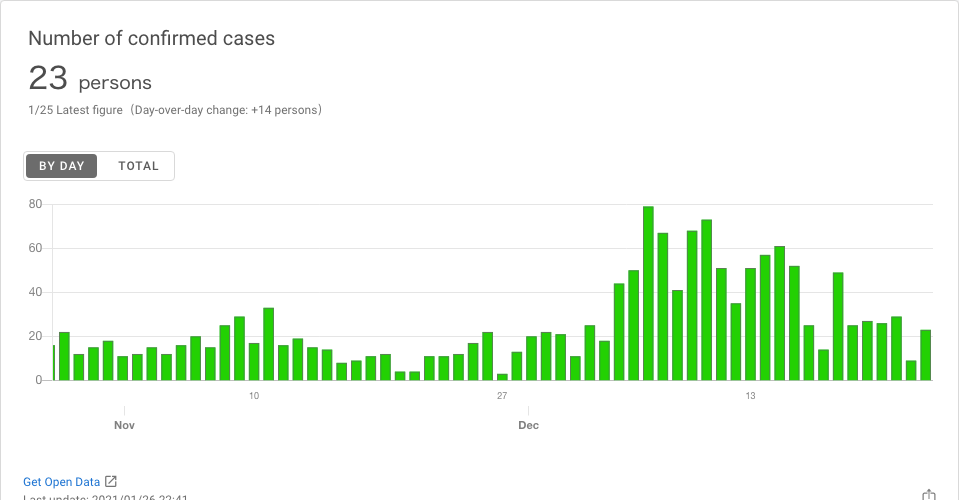 Number of confirmed cases
23 persons
1/25 Latest figure（Day-over-day change: +14 persons）
BY DAY TOTAL
80
60
40
20
0
10 27 13
Nov Dec
Get Open Data
Last update: 2021/01/26 22:41